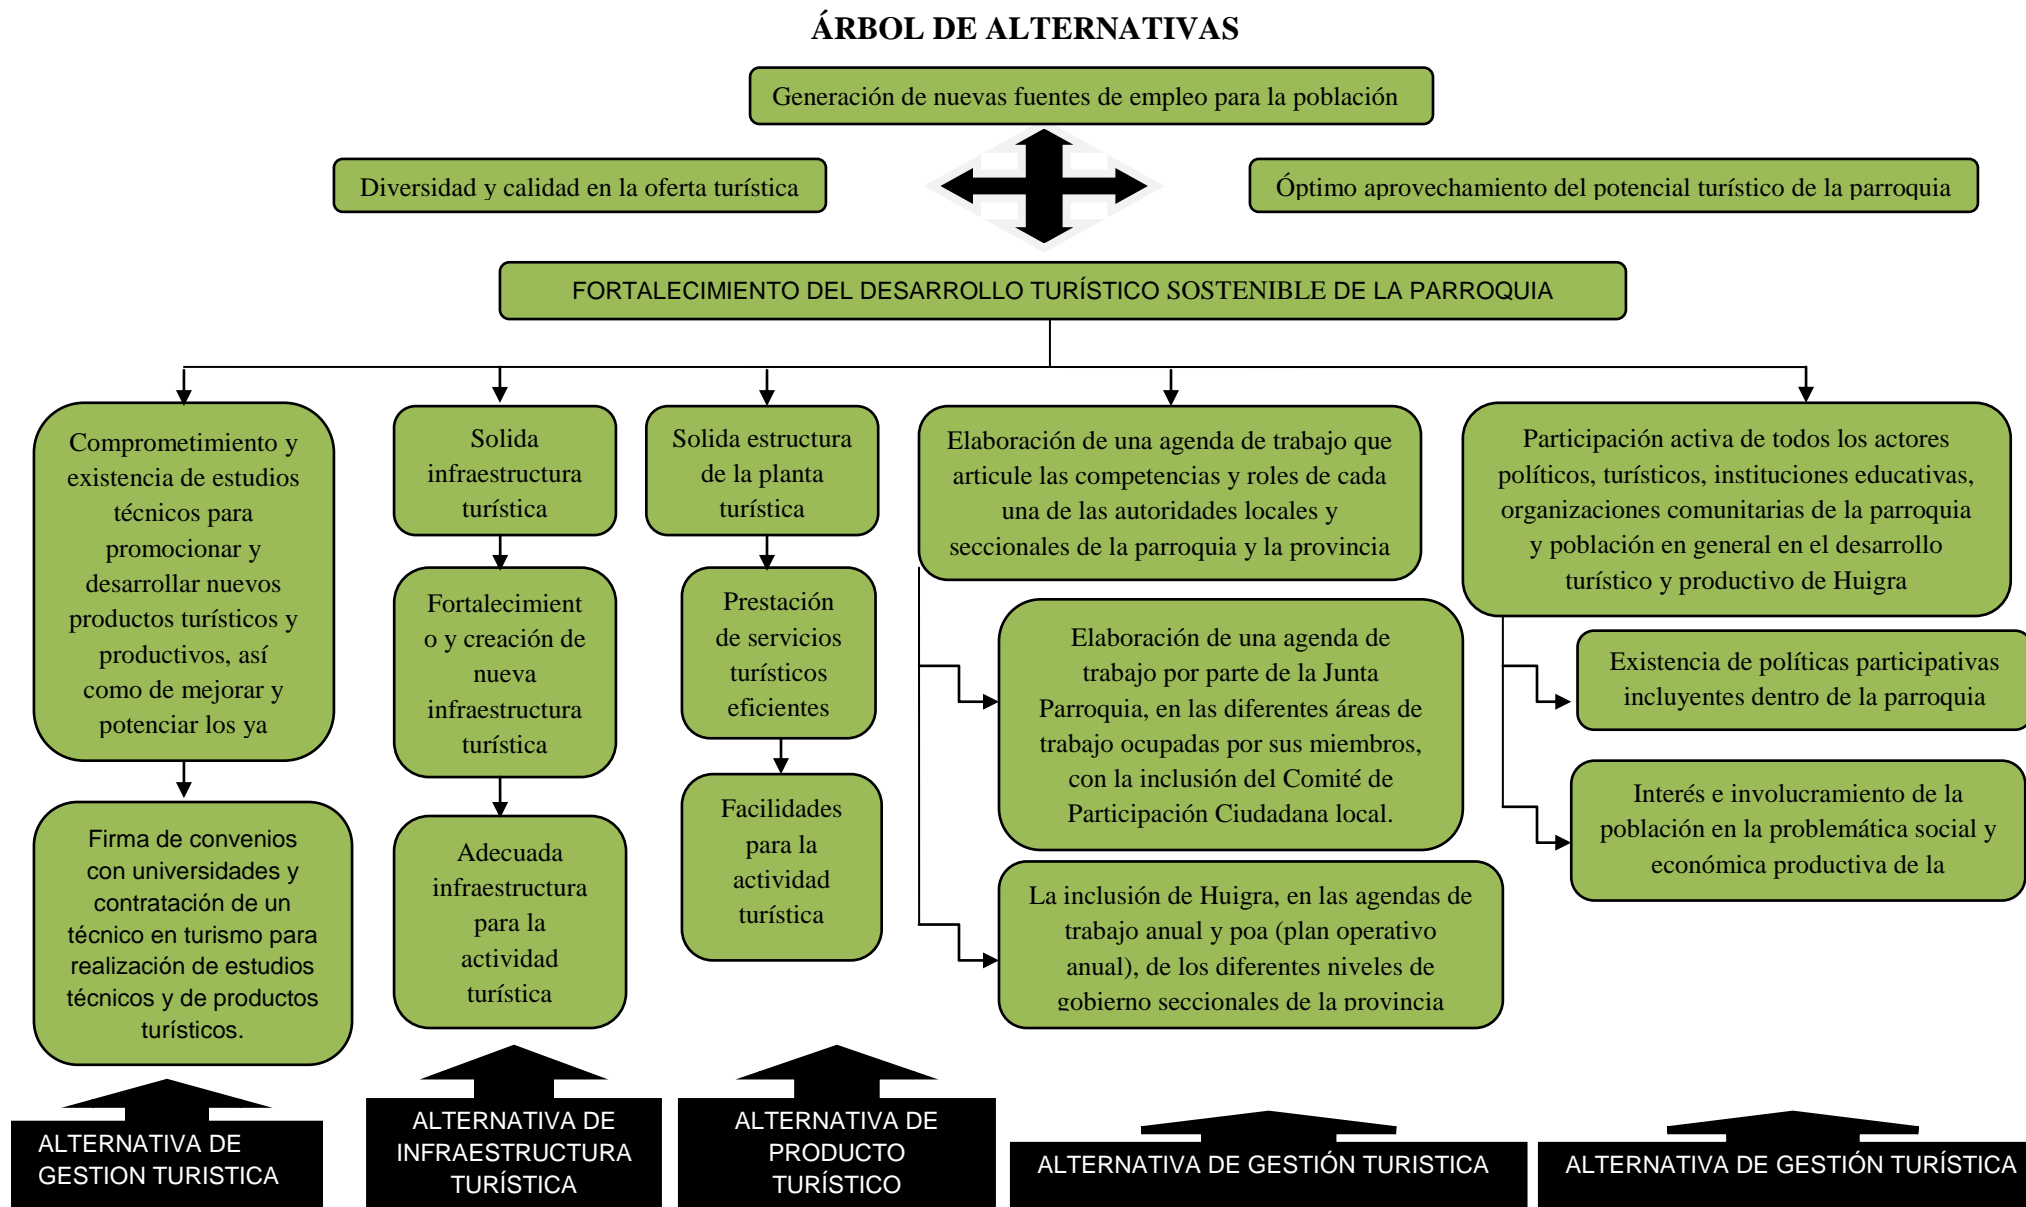 ÁRBOL DE ALTERNATIVAS
Generación de nuevas fuentes de empleo para la población
Diversidad y calidad en la oferta turística
Óptimo aprovechamiento del potencial turístico de la parroquia
FORTALECIMIENTO DEL DESARROLLO TURÍSTICO SOSTENIBLE DE LA PARROQUIA
Comprometimiento y
existencia de estudios
técnicos para
promocionar y
desarrollar nuevos
productos turísticos y
productivos, así
como de mejorar y
potenciar los ya
Firma de convenios
con universidades y
contratación de un
técnico en turismo para
realización de estudios
técnicos y de productos
turísticos.
ALTERNATIVA DE
GESTION TURISTICA
Solida
infraestructura
turística
Fortalecimient
o y creación de
nueva
infraestructura
turística
Adecuada
infraestructura
para la
actividad
turística
ALTERNATIVA DE
INFRAESTRUCTURA
TURÍSTICA
Solida estructura
de la planta
turística
Prestación
de servicios
turísticos
eficientes
Facilidades
para la
actividad
turística
ALTERNATIVA DE
PRODUCTO
TURÍSTICO
Elaboración de una agenda de trabajo que
articule las competencias y roles de cada
una de las autoridades locales y
seccionales de la parroquia y la provincia
Elaboración de una agenda de
trabajo por parte de la Junta
Parroquia, en las diferentes áreas de
trabajo ocupadas por sus miembros,
con la inclusión del Comité de
Participación Ciudadana local.
La inclusión de Huigra, en las agendas de
trabajo anual y poa (plan operativo
anual), de los diferentes niveles de
gobierno seccionales de la provincia
ALTERNATIVA DE GESTIÓN TURISTICA
Participación activa de todos los actores
políticos, turísticos, instituciones educativas,
organizaciones comunitarias de la parroquia
y población en general en el desarrollo
turístico y productivo de Huigra
Existencia de políticas participativas
incluyentes dentro de la parroquia
Interés e involucramiento de la
población en la problemática social y
económica productiva de la
ALTERNATIVA DE GESTIÓN TURÍSTICA